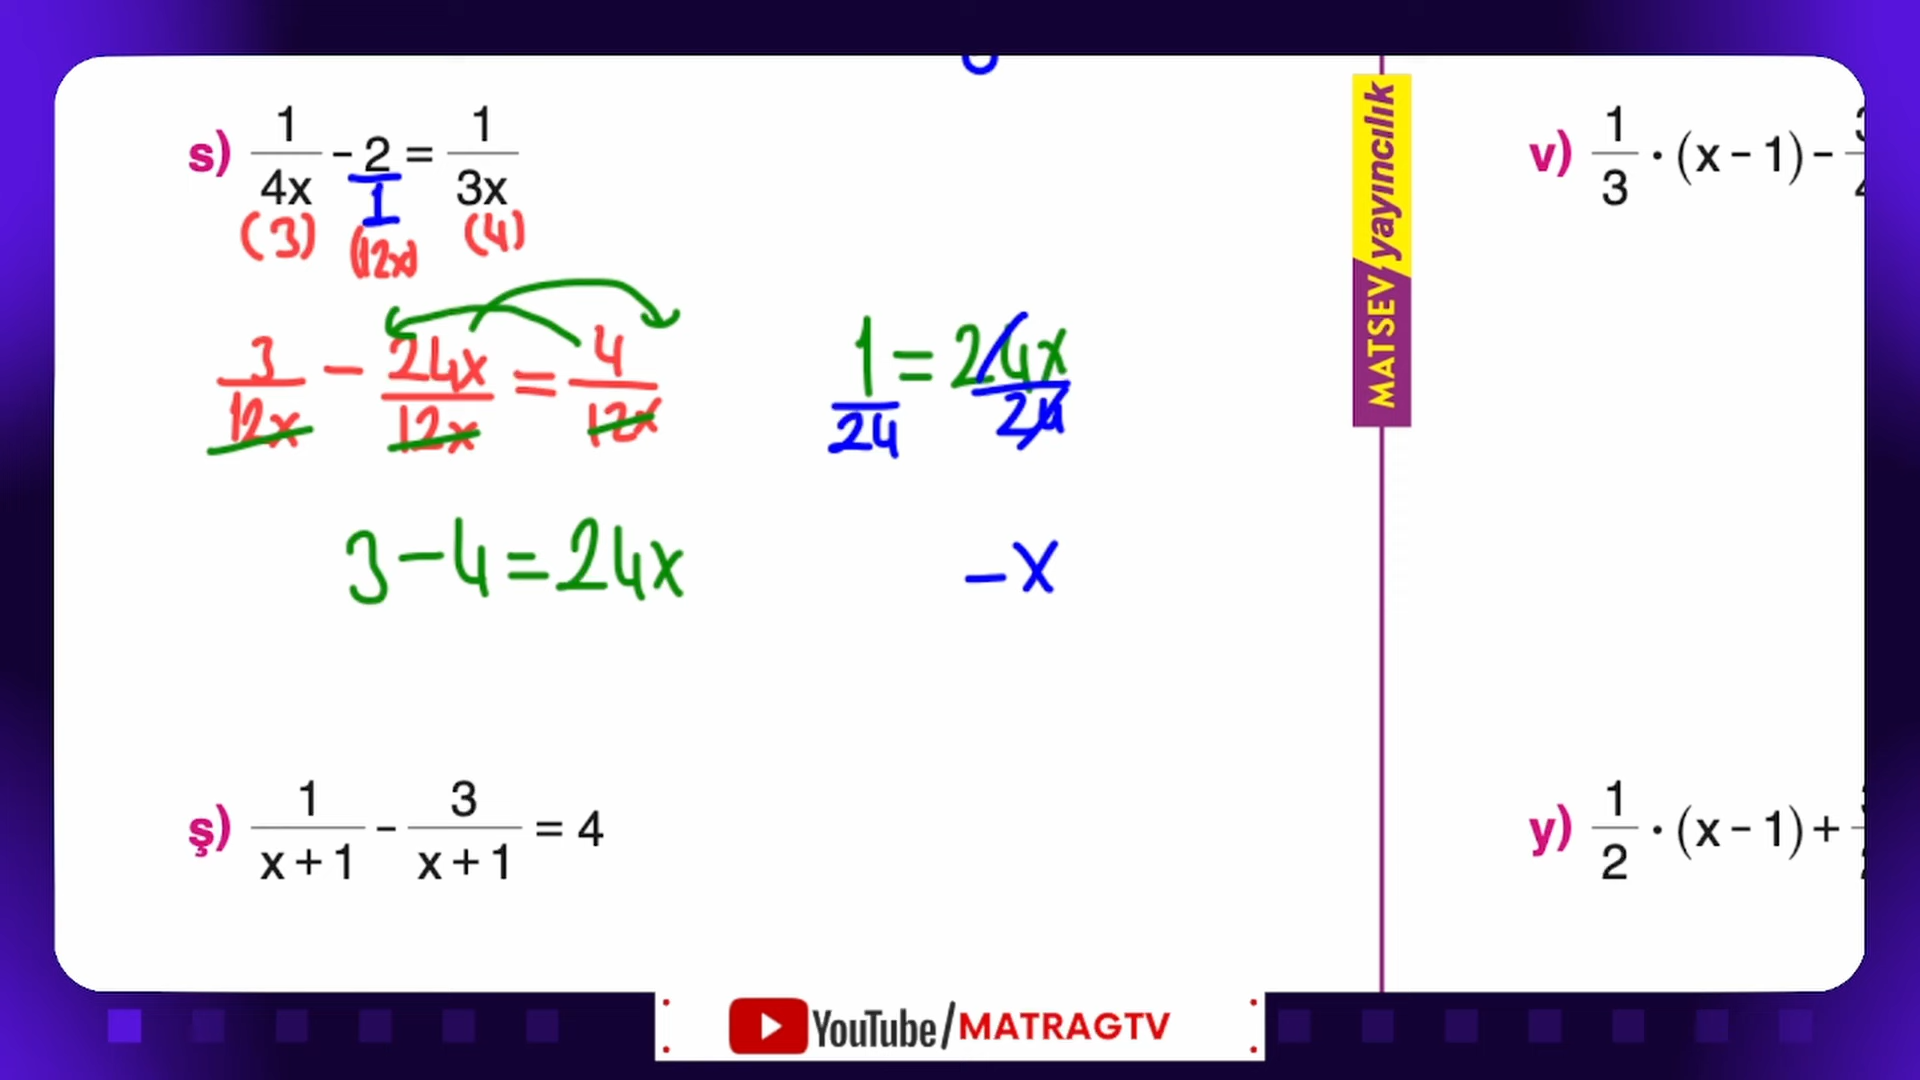 s) 1/4x - 2/1 = 1/3x
(3) (12x) (4)
3/12x - 24x/12x = 4/12x
3 - 4 = 24x
1/24 = 24x/24
- x
ş) 1/x + 1 - 3/x + 1 = 4
MATSEV yayıncılık
v) 1/3 · (x - 1) -
y) 1/2 · (x - 1) +
YouTube/MATRAGTV